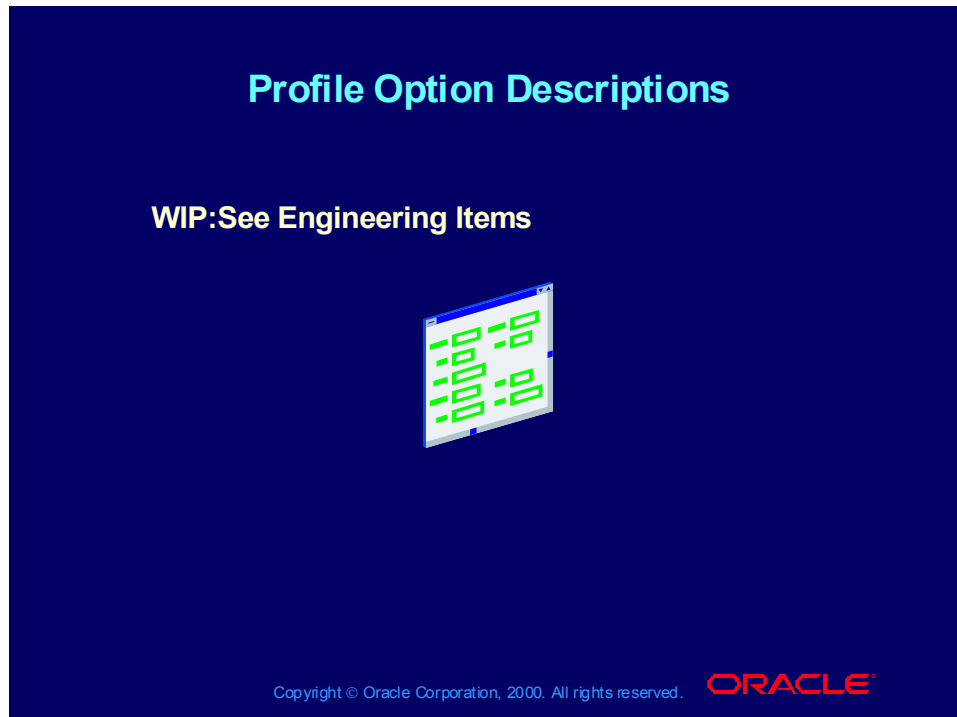 Profile Option Descriptions
WIP:See Engineering Items
Copyright © Oracle Corporation, 2000. All rights reserved.
ORACLE®